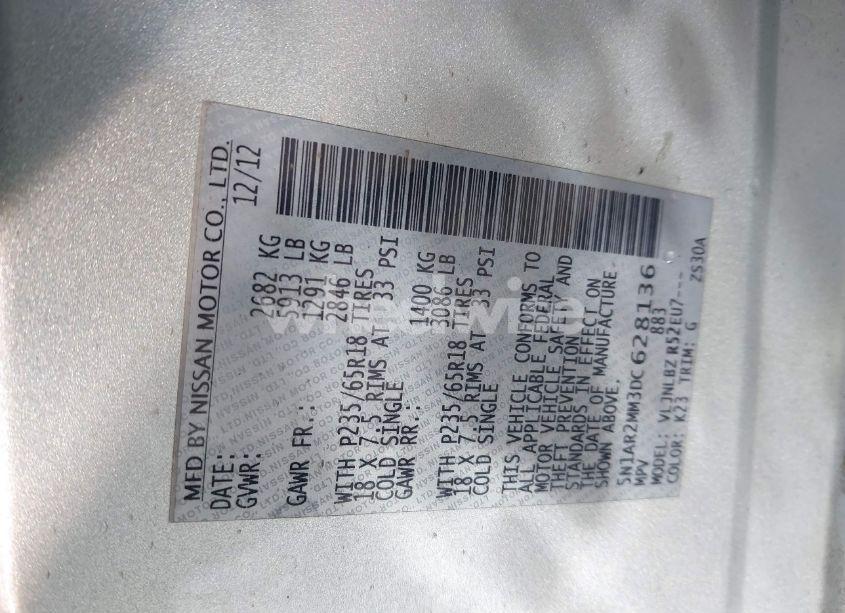 MFD BY NISSAN MOTOR CO., LTD.
DATE: 12/12
GVWR: 2682 KG
5913 LB
GAWR FR.: 1291 KG
2846 LB
WITH P235/65R18 TIRES
18 X 7.5 RIMS AT 33 PSI
COLD SINGLE
GAWR RR.: 1400 KG
3086 LB
WITH P235/65R18 TIRES
18 X 7.5 RIMS AT 33 PSI
COLD SINGLE
THIS VEHICLE CONFORMS TO
ALL APPLICABLE FEDERAL
MOTOR VEHICLE SAFETY AND
THEFT PREVENTION
STANDARDS IN EFFECT ON
THE DATE OF MANUFACTURE
SHOWN ABOVE.
5N1AR2MM3DC628136
MPV 883
MODEL: VLJNLBZ R52EU7---
COLOR: K23 TRIM: G ZS30A